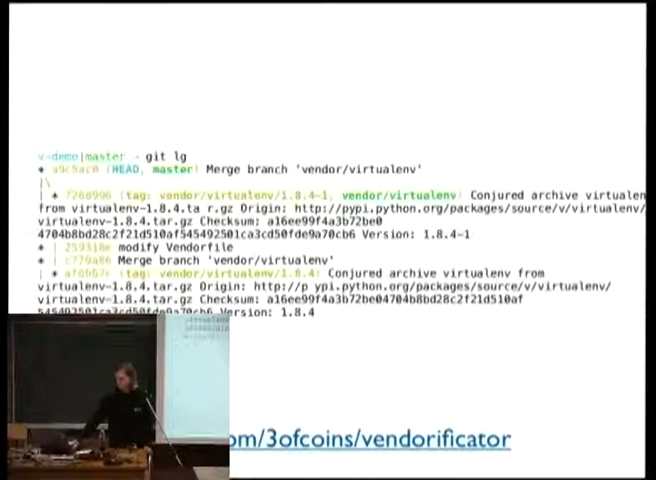 v-demo|master → git lg
* a9c5ac0 (HEAD, master) Merge branch 'vendor/virtualenv'
|\
| * 7268996 (tag: vendor/virtualenv/1.8.4-1, vendor/virtualenv) Conjured archive virtualen
from virtualenv-1.8.4.ta r.gz Origin: http://pypi.python.org/packages/source/v/virtualenv/
virtualenv-1.8.4.tar.gz Checksum: a16ee99f4a3b72be0
4704b8bd28c2f21d510af545492501ca3cd50fde9a70cb6 Version: 1.8.4-1
* | 259318e modify Vendorfile
* | c779a86 Merge branch 'vendor/virtualenv'
| * af6bb7c (tag: vendor/virtualenv/1.8.4) Conjured archive virtualenv from
virtualenv-1.8.4.tar.gz Origin: http://p ypi.python.org/packages/source/v/virtualenv/
virtualenv-1.8.4.tar.gz Checksum: a16ee99f4a3b72be04704b8bd28c2f21d510af
545492501ca3cd50fde9a70cb6 Version: 1.8.4
om/3ofcoins/vendorificator